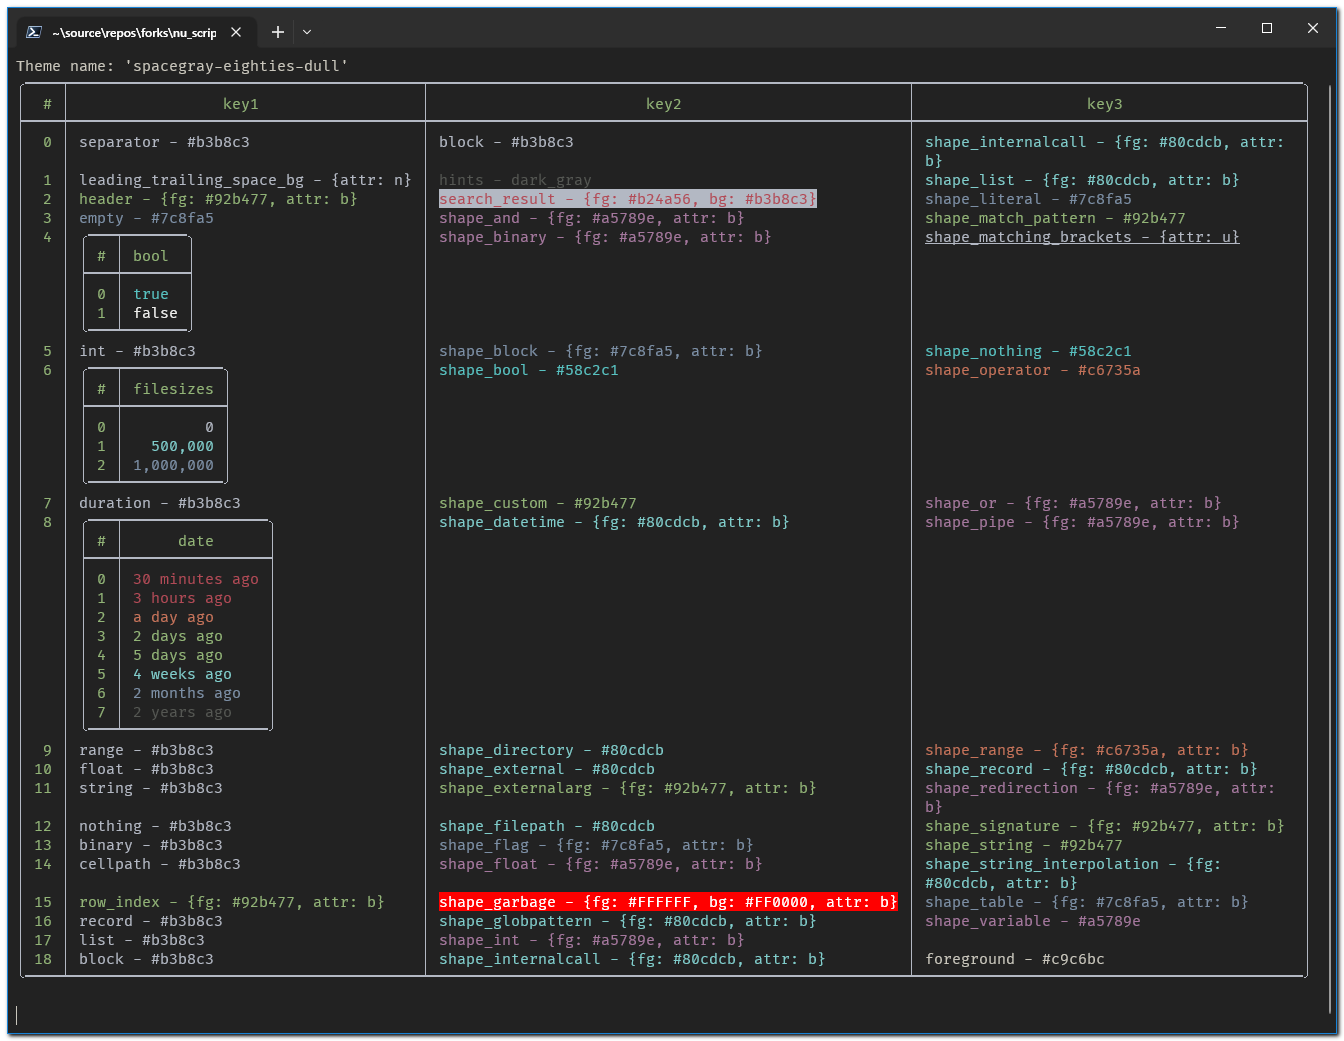 ~\source\repos\forks\nu_scrip
Theme name: 'spacegray-eighties-dull'
# key1 key2 key3
0 separator - #b3b8c3 block - #b3b8c3 shape_internalcall - {fg: #80cdcb, attr:
b}
1 leading_trailing_space_bg - {attr: n} hints - dark_gray shape_list - {fg: #80cdcb, attr: b}
2 header - {fg: #92b477, attr: b} search_result - {fg: #b24a56, bg: #b3b8c3} shape_literal - #7c8fa5
3 empty - #7c8fa5 shape_and - {fg: #a5789e, attr: b} shape_match_pattern - #92b477
4 shape_binary - {fg: #a5789e, attr: b} shape_matching_brackets - {attr: u}
# bool
0 true
1 false
5 int - #b3b8c3 shape_block - {fg: #7c8fa5, attr: b} shape_nothing - #58c2c1
6 shape_bool - #58c2c1 shape_operator - #c6735a
# filesizes
0 0
1 500,000
2 1,000,000
7 duration - #b3b8c3 shape_custom - #92b477 shape_or - {fg: #a5789e, attr: b}
8 shape_datetime - {fg: #80cdcb, attr: b} shape_pipe - {fg: #a5789e, attr: b}
# date
0 30 minutes ago
1 3 hours ago
2 a day ago
3 2 days ago
4 5 days ago
5 4 weeks ago
6 2 months ago
7 2 years ago
9 range - #b3b8c3 shape_directory - #80cdcb shape_range - {fg: #c6735a, attr: b}
10 float - #b3b8c3 shape_external - #80cdcb shape_record - {fg: #80cdcb, attr: b}
11 string - #b3b8c3 shape_externalarg - {fg: #92b477, attr: b} shape_redirection - {fg: #a5789e, attr:
b}
12 nothing - #b3b8c3 shape_filepath - #80cdcb shape_signature - {fg: #92b477, attr: b}
13 binary - #b3b8c3 shape_flag - {fg: #7c8fa5, attr: b} shape_string - #92b477
14 cellpath - #b3b8c3 shape_float - {fg: #a5789e, attr: b} shape_string_interpolation - {fg:
#80cdcb, attr: b}
15 row_index - {fg: #92b477, attr: b} shape_garbage - {fg: #FFFFFF, bg: #FF0000, attr: b} shape_table - {fg: #7c8fa5, attr: b}
16 record - #b3b8c3 shape_globpattern - {fg: #80cdcb, attr: b} shape_variable - #a5789e
17 list - #b3b8c3 shape_int - {fg: #a5789e, attr: b}
18 block - #b3b8c3 shape_internalcall - {fg: #80cdcb, attr: b} foreground - #c9c6bc